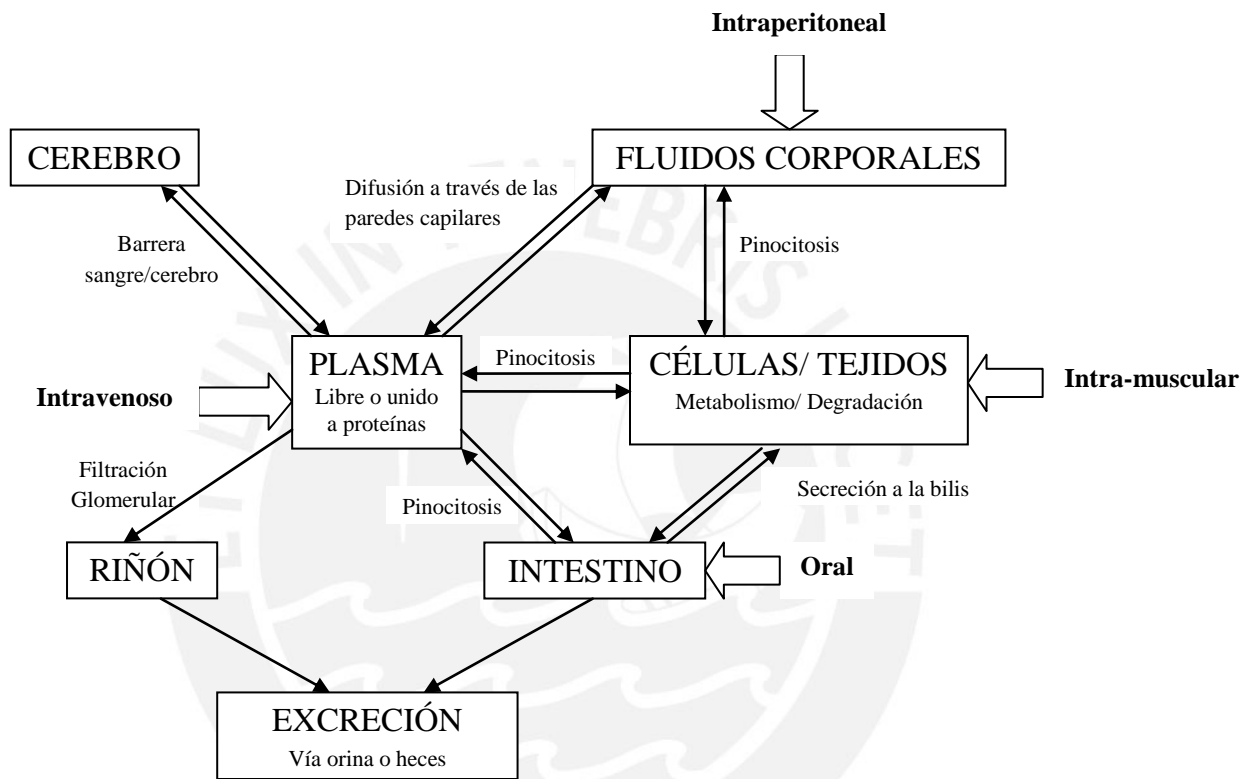 Intraperitoneal
CEREBRO
FLUIDOS CORPORALES
Difusión a través de las
paredes capilares
Barrera
sangre/cerebro
Pinocitosis
PLASMA
Libre o unido
a proteínas
Pinocitosis
CÉLULAS/ TEJIDOS
Metabolismo/ Degradación
Intravenoso
Intra-muscular
Filtración
Glomerular
Pinocitosis
Secreción a la bilis
RIÑÓN
INTESTINO
Oral
EXCRECIÓN
Vía orina o heces